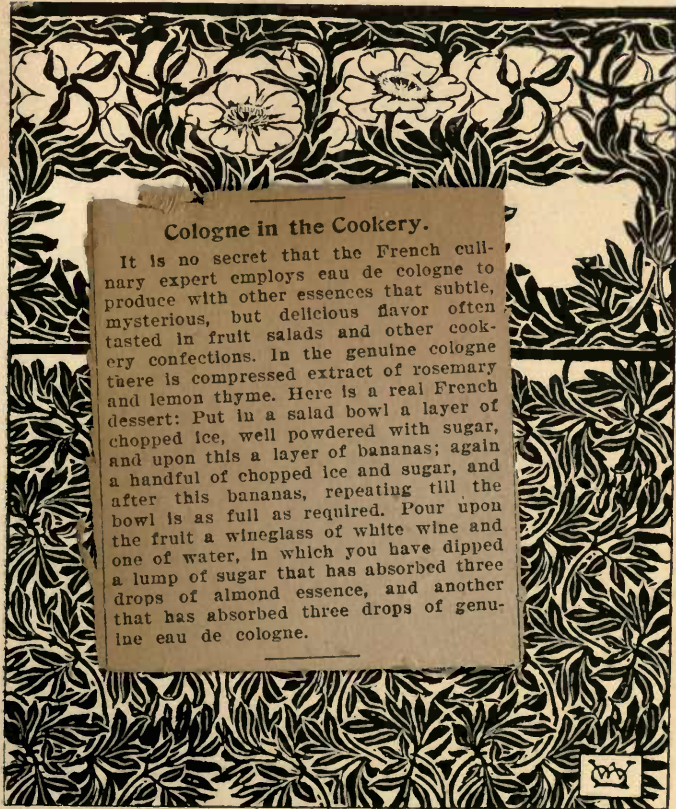 Cologne in the Cookery.
It is no secret that the French culi-
nary expert employs eau de cologne to
produce with other essences that subtle,
mysterious, but delicious flavor often
tasted in fruit salads and other cook-
ery confections. In the genuine cologne
there is compressed extract of rosemary
and lemon thyme. Here is a real French
dessert: Put in a salad bowl a layer of
chopped ice, well powdered with sugar,
and upon this a layer of bananas; again
a handful of chopped ice and sugar, and
after this bananas, repeating till the
bowl is as full as required. Pour upon
the fruit a wineglass of white wine and
one of water, in which you have dipped
a lump of sugar that has absorbed three
drops of almond essence, and another
that has absorbed three drops of genu-
ine eau de cologne.